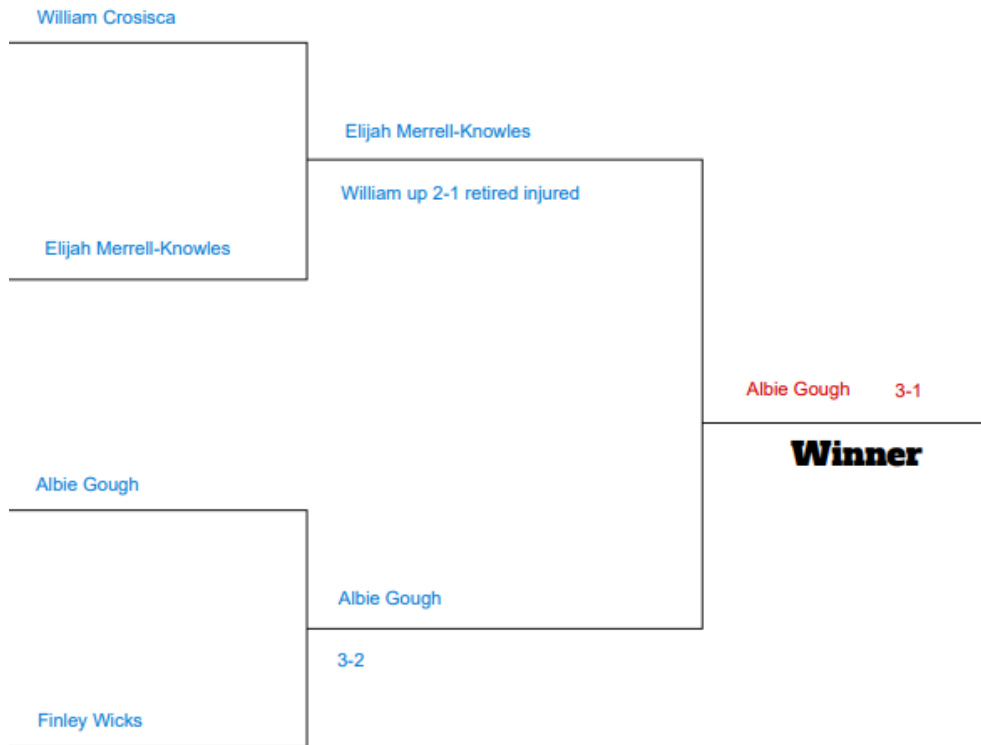 William Crosisca
Elijah Merrell-Knowles
William up 2-1 retired injured
Elijah Merrell-Knowles
Albie Gough 3-1
Winner
Albie Gough
Albie Gough
3-2
Finley Wicks